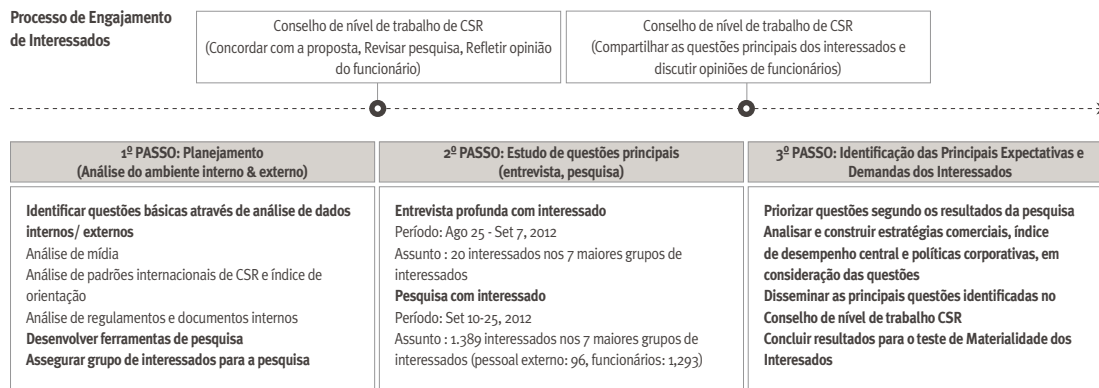 Processo de Engajamento
de Interessados
Conselho de nível de trabalho de CSR
(Concordar com a proposta, Revisar pesquisa, Refletir opinião
do funcionário)
Conselho de nível de trabalho de CSR
(Compartilhar as questões principais dos interessados e
discutir opiniões de funcionários)
1º PASSO: Planejamento
(Análise do ambiente interno & externo)
Identificar questões básicas através de análise de dados
internos/ externos
Análise de mídia
Análise de padrões internacionais de CSR e índice de
orientação
Análise de regulamentos e documentos internos
Desenvolver ferramentas de pesquisa
Assegurar grupo de interessados para a pesquisa
2º PASSO: Estudo de questões principais
(entrevista, pesquisa)
Entrevista profunda com interessado
Período: Ago 25 - Set 7, 2012
Assunto : 20 interessados nos 7 maiores grupos de
interessados
Pesquisa com interessado
Período: Set 10-25, 2012
Assunto : 1.389 interessados nos 7 maiores grupos de
interessados (pessoal externo: 96, funcionários: 1,293)
3º PASSO: Identificação das Principais Expectativas e
Demandas dos Interessados
Priorizar questões segundo os resultados da pesquisa
Analisar e construir estratégias comerciais, índice
de desempenho central e políticas corporativas, em
consideração das questões
Disseminar as principais questões identificadas no
Conselho de nível de trabalho CSR
Concluir resultados para o teste de Materialidade dos
Interesados